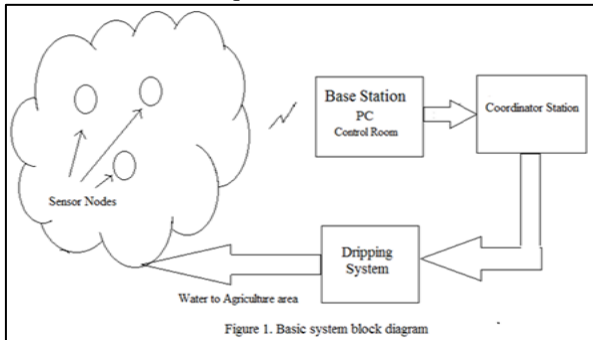 Sensor Nodes
Base Station
PC
Control Room
Coordinator Station
Dripping
System
Water to Agriculture area
Figure 1. Basic system block diagram